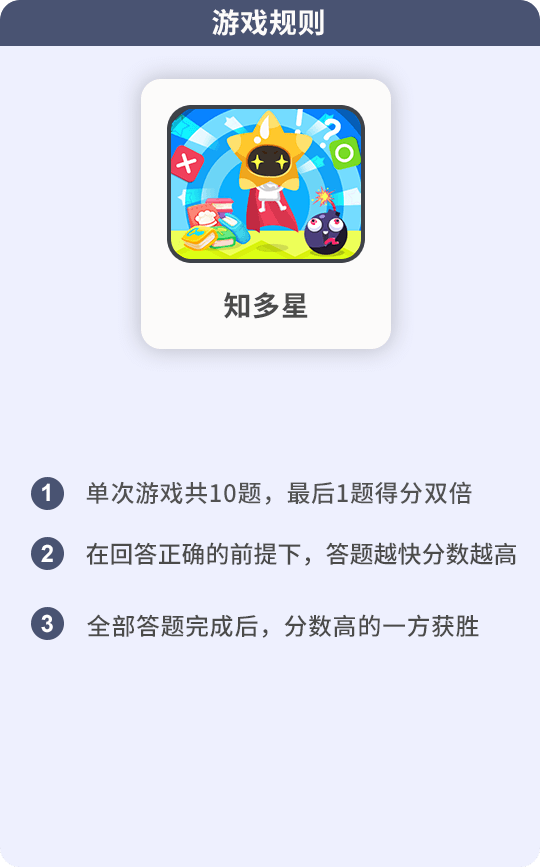 游戏规则
知多星
1 单次游戏共10题，最后1题得分双倍
2 在回答正确的前提下，答题越快分数越高
3 全部答题完成后，分数高的一方获胜